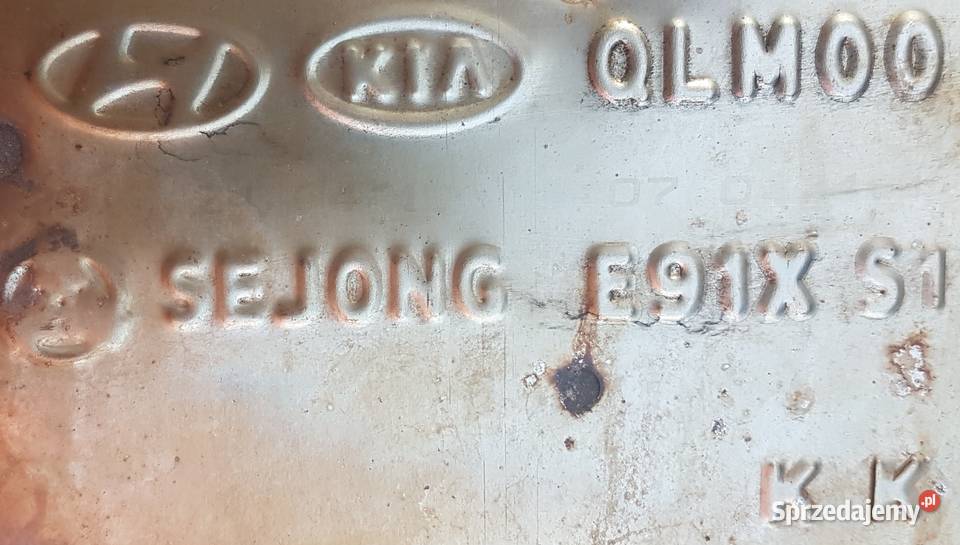 KIA QLM00
SEJONG E91X S1
K K
Sprzedajemy.pl